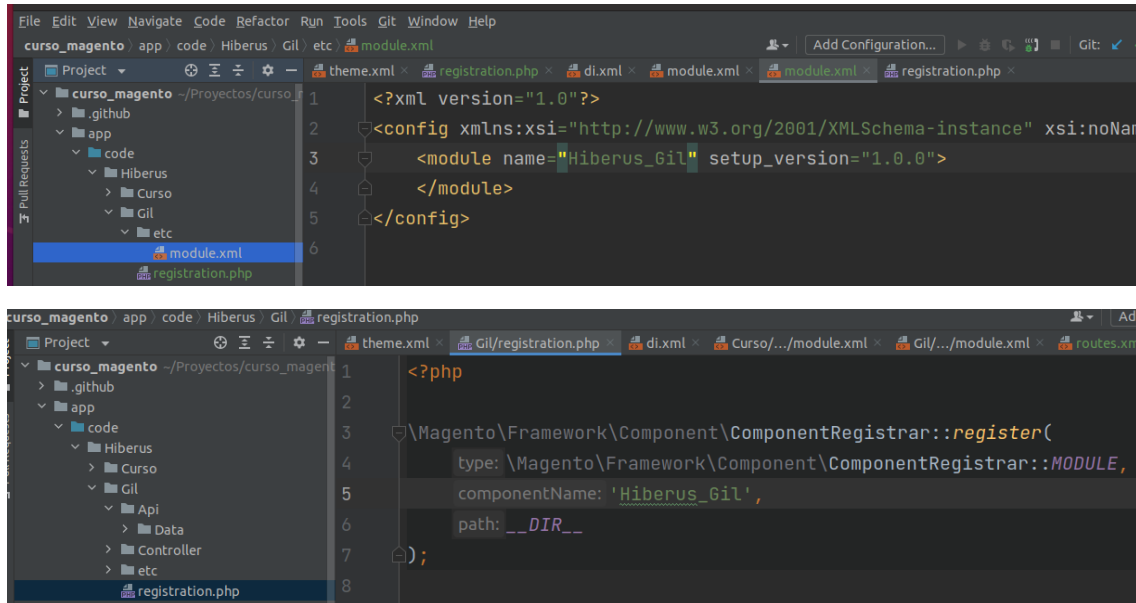 File Edit View Navigate Code Refactor Run Tools Git Window Help
curso_magento app code Hiberus Gil etc module.xml Add Configuration... Git:
Project theme.xml registration.php di.xml module.xml module.xml registration.php
Project
Pull Requests
curso_magento ~/Proyectos/curso_
.github
app
code
Hiberus
Curso
Gil
etc
module.xml
registration.php
1 <?xml version="1.0"?>
2 <config xmlns:xsi="http://www.w3.org/2001/XMLSchema-instance" xsi:noNa
3 <module name="Hiberus_Gil" setup_version="1.0.0">
4 </module>
5 </config>
6
curso_magento app code Hiberus Gil registration.php Ad
Project theme.xml Gil/registration.php di.xml Curso/.../module.xml Gil/.../module.xml routes.xm
curso_magento ~/Proyectos/curso_magent
.github
app
code
Hiberus
Curso
Gil
Api
Data
Controller
etc
registration.php
1 <?php
2
3 \Magento\Framework\Component\ComponentRegistrar::register(
4 type: \Magento\Framework\Component\ComponentRegistrar::MODULE,
5 componentName: 'Hiberus_Gil',
6 path: __DIR__
7 );
8